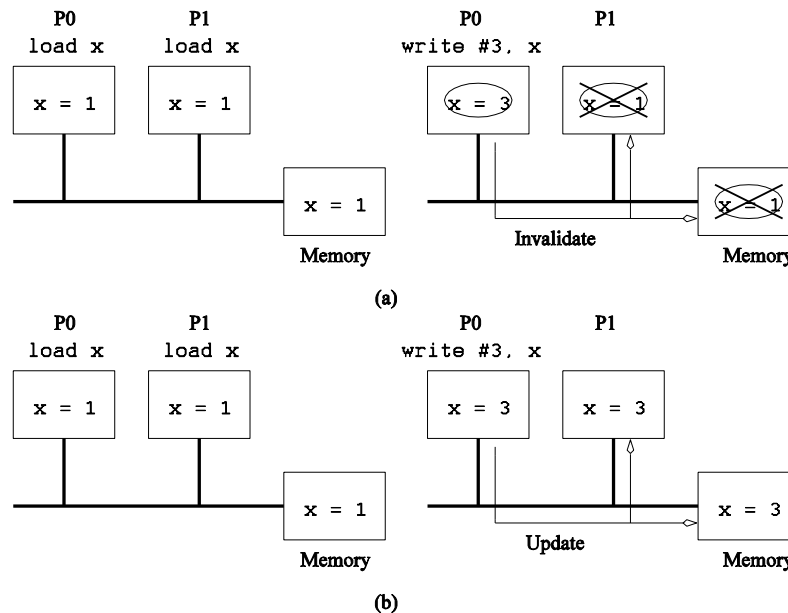 P0 P1 P0 P1
load x load x write #3, x
x = 1 x = 1 x = 3 x = 1
x = 1 x = 1
Invalidate
Memory Memory
(a)
P0 P1 P0 P1
load x load x write #3, x
x = 1 x = 1 x = 3 x = 3
x = 1 x = 3
Update
Memory Memory
(b)